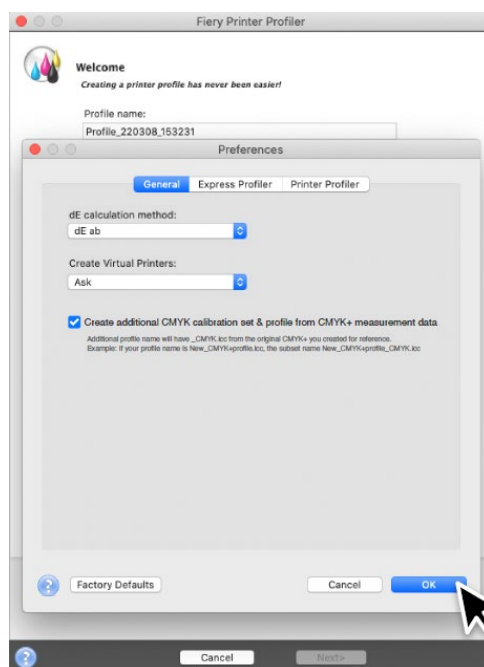 Fiery Printer Profiler
Welcome
Creating a printer profile has never been easier!
Profile name:
Profile_220308_153231
Preferences
General Express Profiler Printer Profiler
dE calculation method:
dE ab
Create Virtual Printers:
Ask
Create additional CMYK calibration set & profile from CMYK+ measurement data
Additional profile name will have _CMYK.icc from the original CMYK+ you created for reference.
Example: If your profile name is New_CMYK+profile.icc, the subset name New_CMYK+profile_CMYK.icc
? Factory Defaults Cancel OK
? Cancel Next>